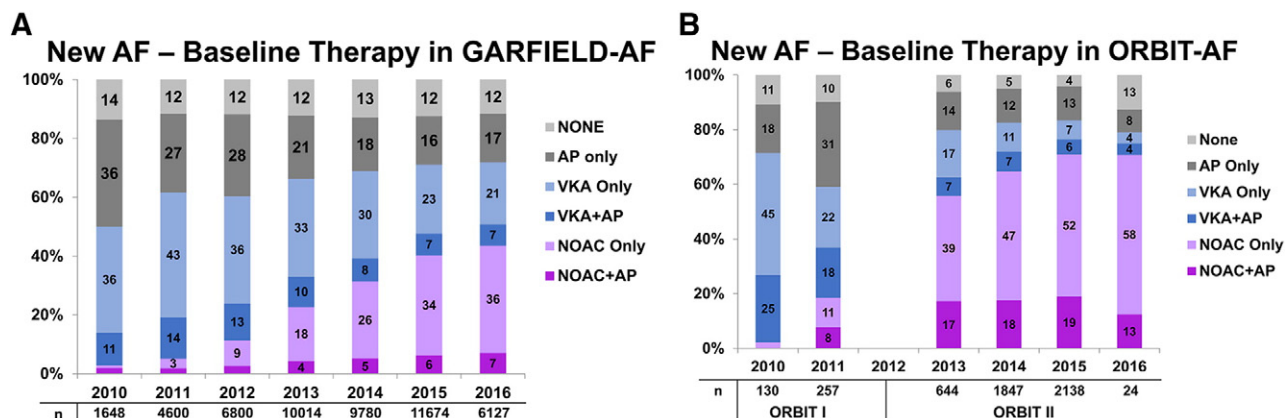 A
New AF – Baseline Therapy in GARFIELD-AF
100%
80%
60%
40%
20%
0%
14 12 12 12 13 12 12
36 27 28 21 18 16 17
36 43 36 33 30 23 21
11 14 13 10 8 7 7
3 9 18 26 34 36
4 5 6 7
NONE
AP only
VKA Only
VKA+AP
NOAC Only
NOAC+AP
2010 2011 2012 2013 2014 2015 2016
n 1648 4600 6800 10014 9780 11674 6127
B
New AF – Baseline Therapy in ORBIT-AF
100%
80%
60%
40%
20%
0%
11 10 6 5 4 13
18 31 14 12 13 8
45 22 17 11 7 4
25 18 7 7 6 4
11 39 47 52 58
8 17 18 19 13
None
AP Only
VKA Only
VKA+AP
NOAC Only
NOAC+AP
2010 2011 2012 2013 2014 2015 2016
n 130 257 644 1847 2138 24
ORBIT I ORBIT II